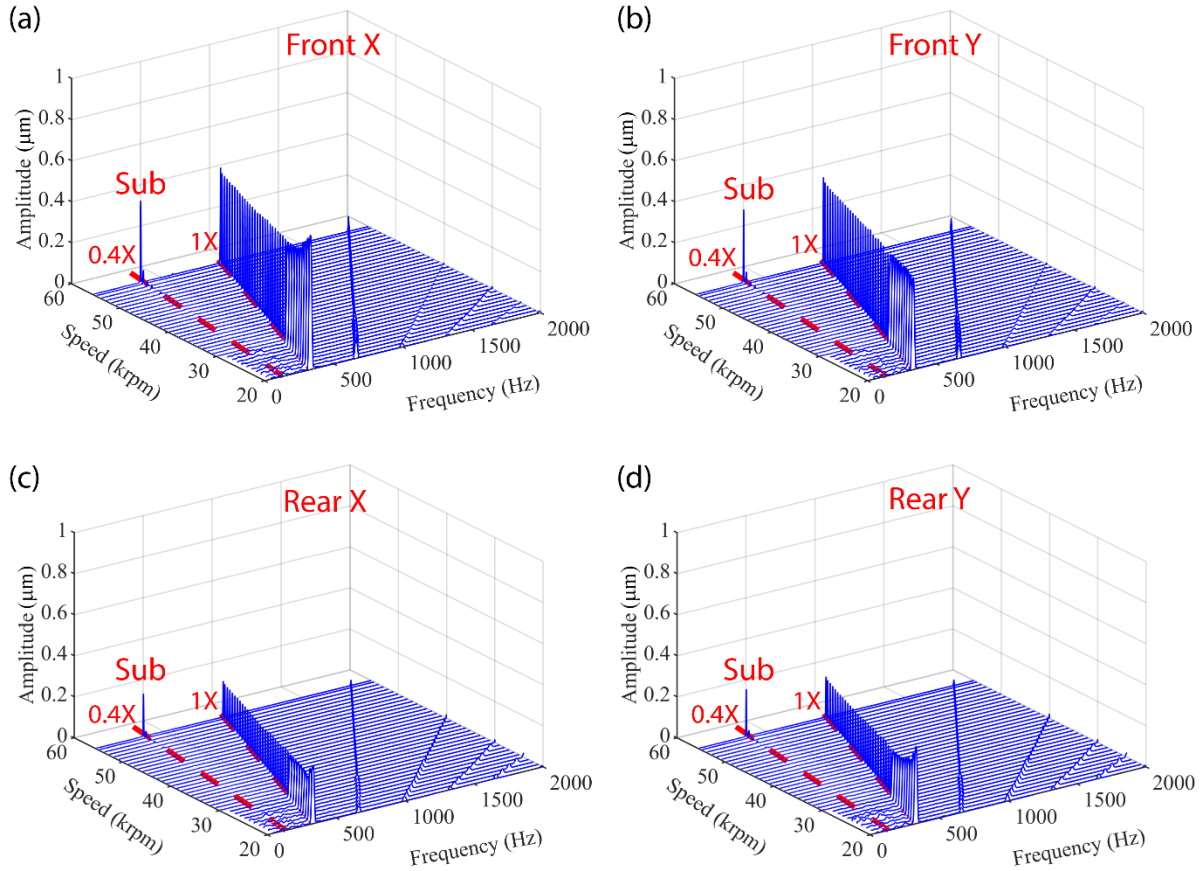 (a)
Front X
1
0.8
0.6
0.4
0.2
0
Amplitude (μm)
Sub
0.4X
1X
60
50
40
30
20
Speed (krpm)
0
500
1000
1500
2000
Frequency (Hz)
(b)
Front Y
1
0.8
0.6
0.4
0.2
0
Amplitude (μm)
Sub
0.4X
1X
60
50
40
30
20
Speed (krpm)
0
500
1000
1500
2000
Frequency (Hz)
(c)
Rear X
1
0.8
0.6
0.4
0.2
0
Amplitude (μm)
Sub
0.4X
1X
60
50
40
30
20
Speed (krpm)
0
500
1000
1500
2000
Frequency (Hz)
(d)
Rear Y
1
0.8
0.6
0.4
0.2
0
Amplitude (μm)
Sub
0.4X
1X
60
50
40
30
20
Speed (krpm)
0
500
1000
1500
2000
Frequency (Hz)